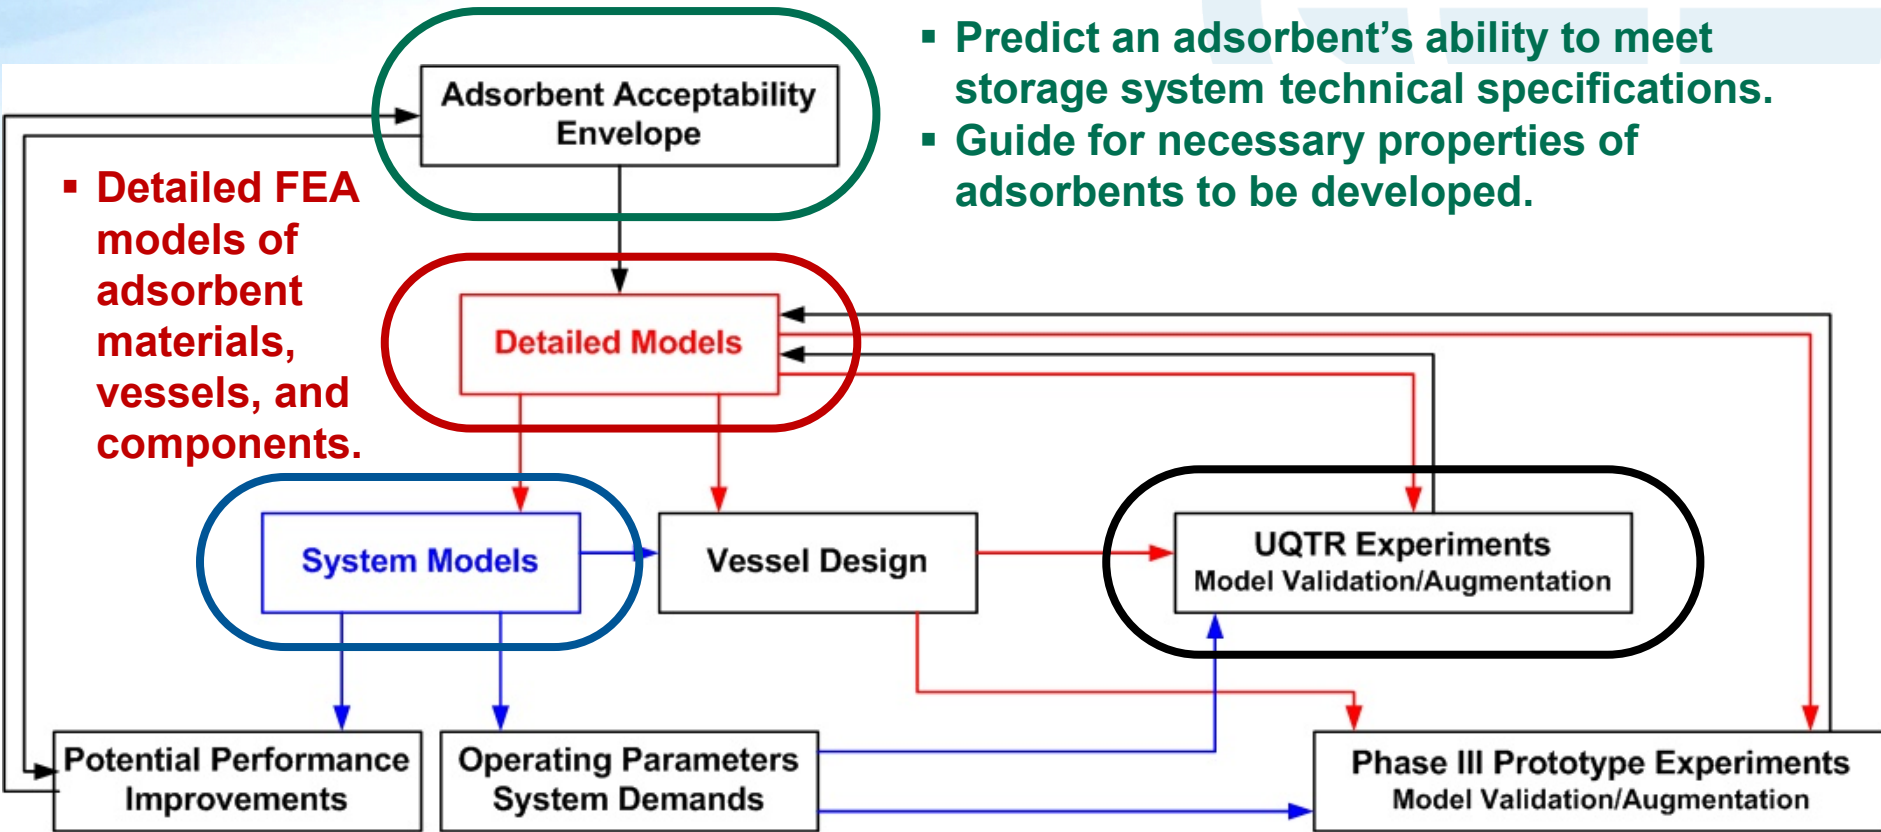 ▪ Predict an adsorbent's ability to meet
storage system technical specifications.
▪ Guide for necessary properties of
adsorbents to be developed.
Adsorbent Acceptability
Envelope
▪ Detailed FEA
models of
adsorbent
materials,
vessels, and
components.
Detailed Models
System Models
Vessel Design
UQTR Experiments
Model Validation/Augmentation
Potential Performance
Improvements
Operating Parameters
System Demands
Phase III Prototype Experiments
Model Validation/Augmentation